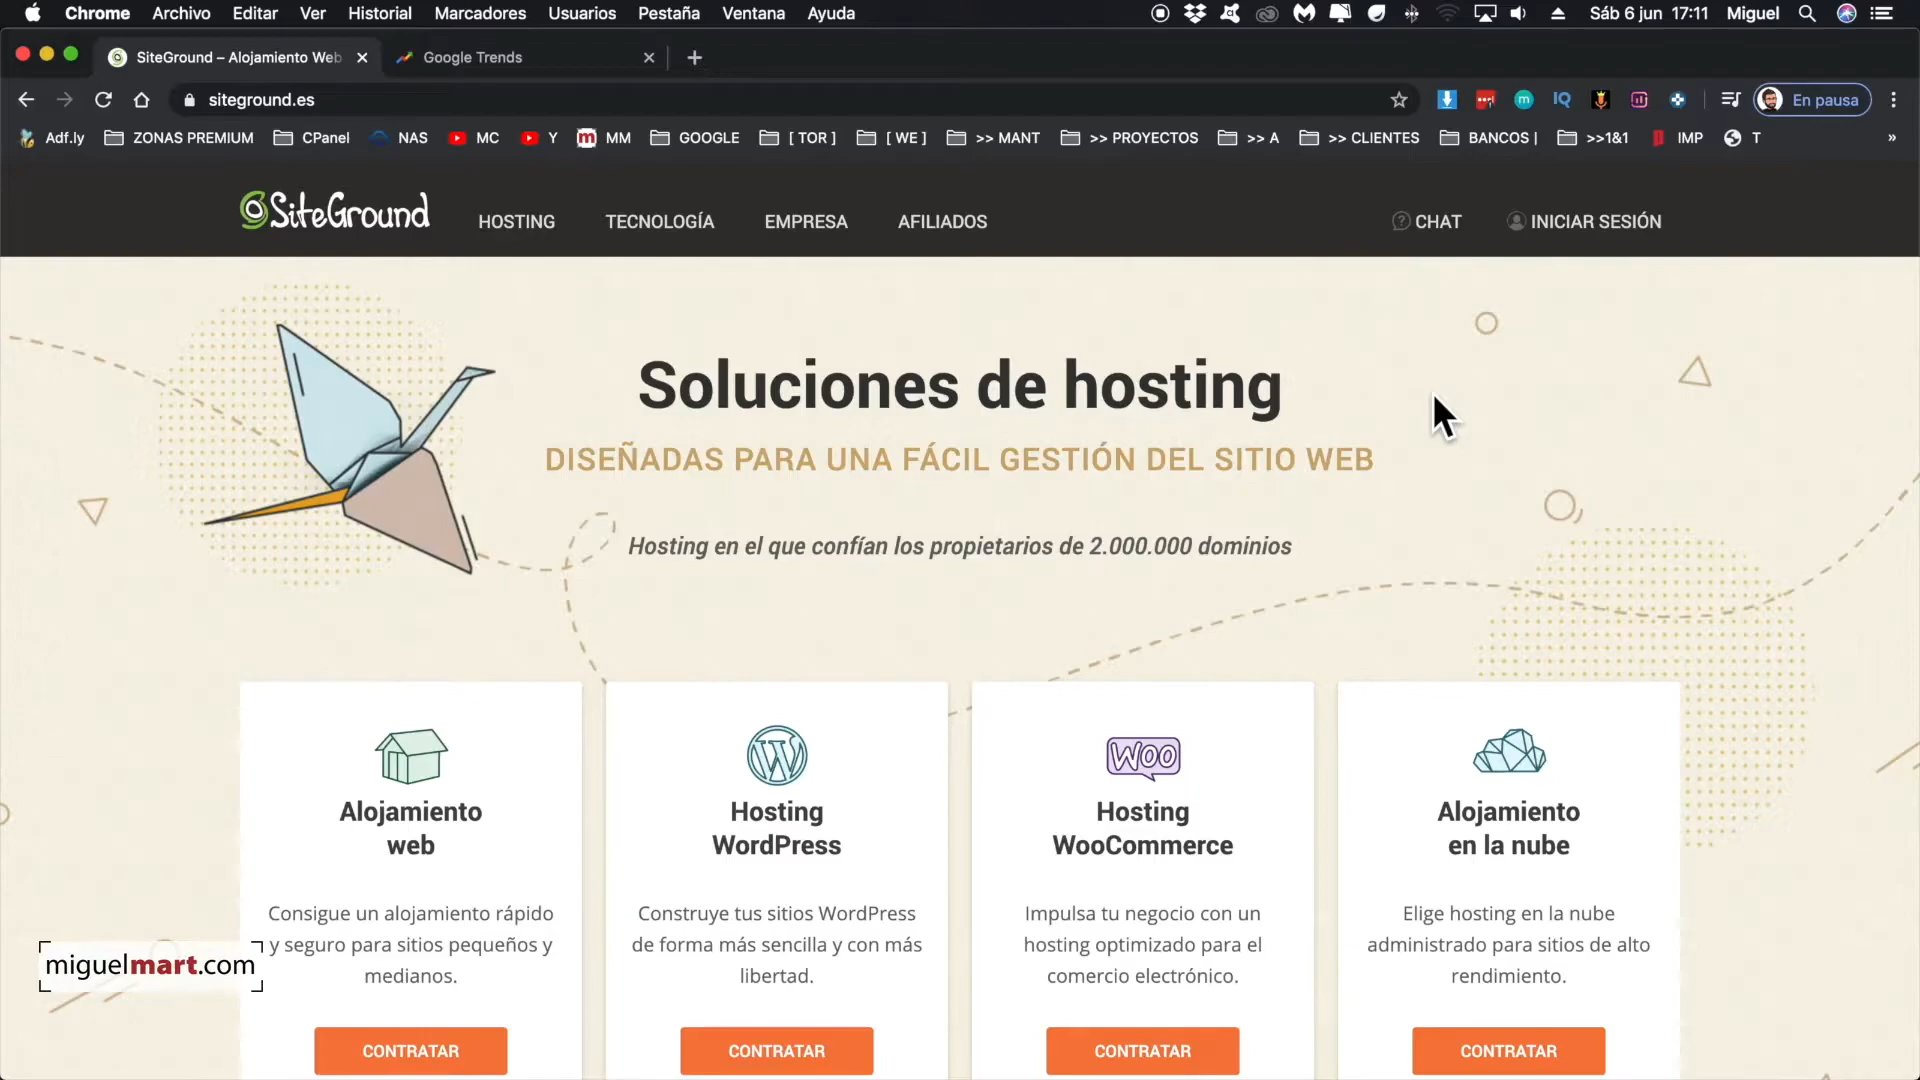 Chrome Archivo Editar Ver Historial Marcadores Usuarios Pestaña Ventana Ayuda Sáb 6 jun 17:11 Miguel
SiteGround – Alojamiento Web Google Trends
siteground.es IQ m En pausa
Adf.ly ZONAS PREMIUM CPanel NAS MC Y m MM GOOGLE [ TOR ] [ WE ] >> MANT >> PROYECTOS >> A >> CLIENTES BANCOS | >>1&1 IMP T »
SiteGround HOSTING TECNOLOGÍA EMPRESA AFILIADOS CHAT INICIAR SESIÓN
Soluciones de hosting
DISEÑADAS PARA UNA FÁCIL GESTIÓN DEL SITIO WEB
Hosting en el que confían los propietarios de 2.000.000 dominios
Alojamiento
web
Consigue un alojamiento rápido
y seguro para sitios pequeños y
medianos.
CONTRATAR
Hosting
WordPress
Construye tus sitios WordPress
de forma más sencilla y con más
libertad.
CONTRATAR
WOO
Hosting
WooCommerce
Impulsa tu negocio con un
hosting optimizado para el
comercio electrónico.
CONTRATAR
Alojamiento
en la nube
Elige hosting en la nube
administrado para sitios de alto
rendimiento.
CONTRATAR
miguelmart.com